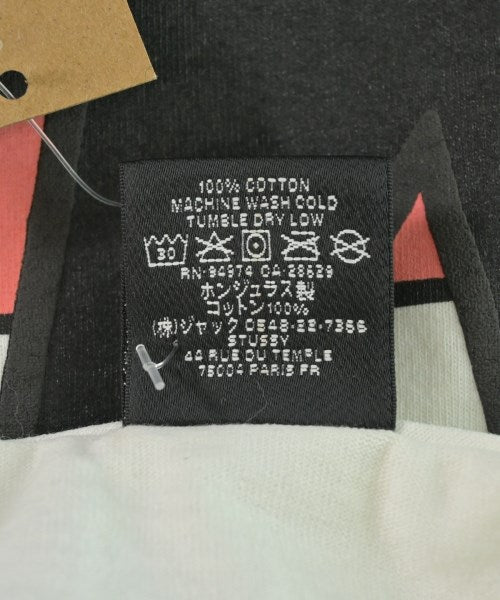 100% COTTON
MACHINE WASH COLD
TUMBLE DRY LOW
30
RN-94974 CA-28629
ホンジュラス製
コットン100%
(株)ジャック 0548-22-7366
STUSSY
44 RUE DU TEMPLE
75004 PARIS FR